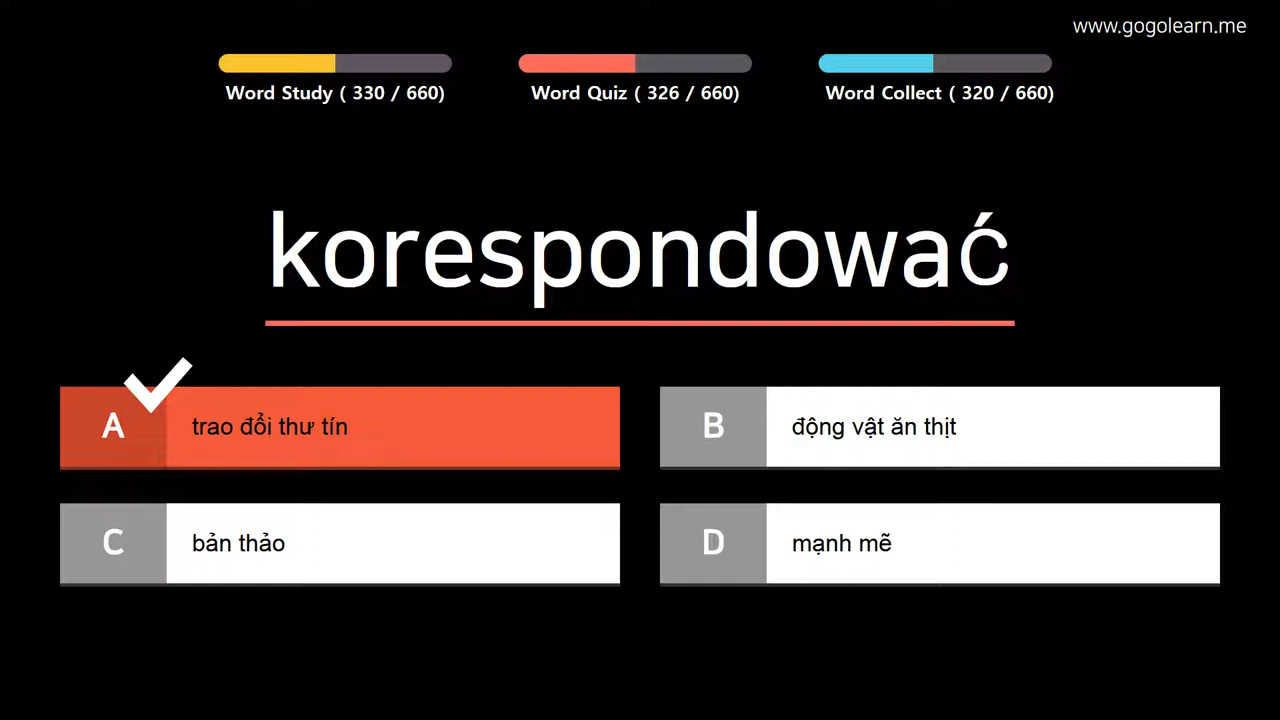 www.gogolearn.me
Word Study ( 330 / 660)
Word Quiz ( 326 / 660)
Word Collect ( 320 / 660)
korespondować
A trao đổi thư tín
B động vật ăn thịt
C bản thảo
D mạnh mẽ